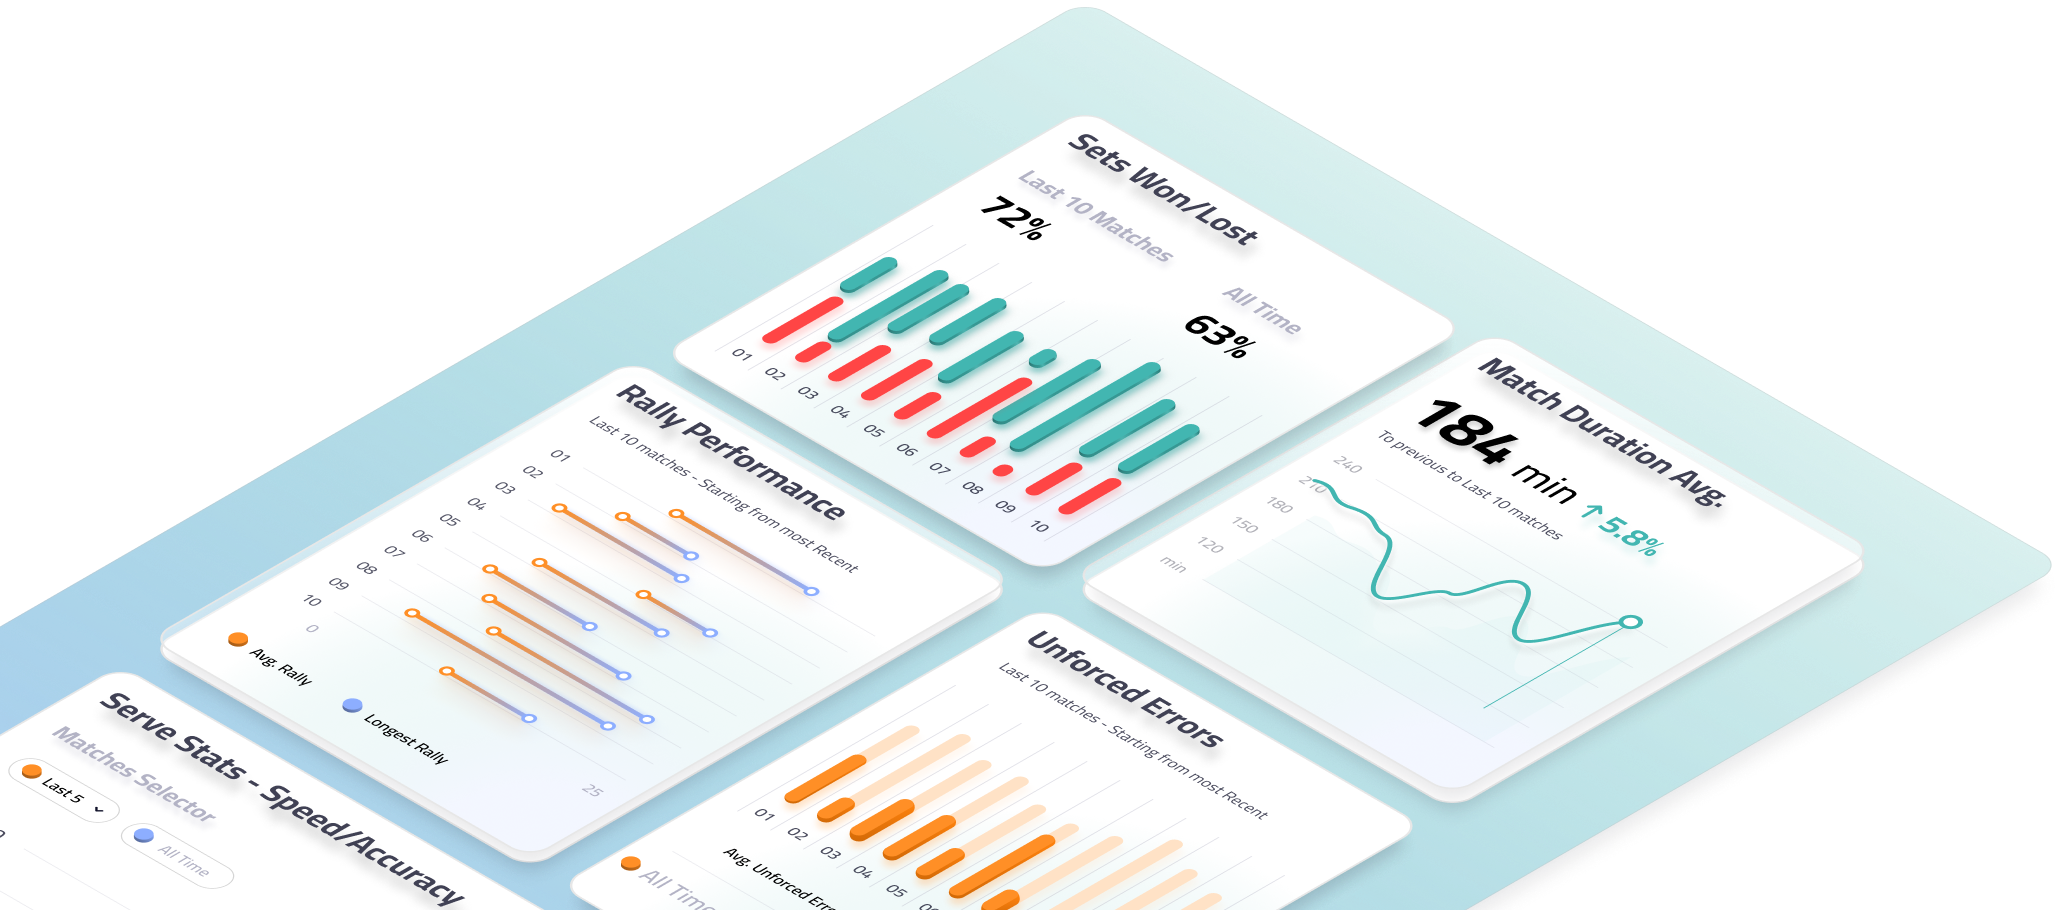 Sets Won/Lost
Last 10 Matches
72%
All Time
63%
01
02
03
04
05
06
07
08
09
10
Match Duration Avg.
184 min ↑5.8%
To previous to Last 10 matches
240
210
180
150
120
min
Rally Performance
Last 10 matches - Starting from most Recent
01
02
03
04
05
06
07
08
09
10
0
25
Avg. Rally
Longest Rally
Unforced Errors
Last 10 matches - Starting from most Recent
01
02
03
04
05
Avg. Unforced
All Time
Serve Stats - Speed/Accuracy
Matches Selector
Last 5
All Time